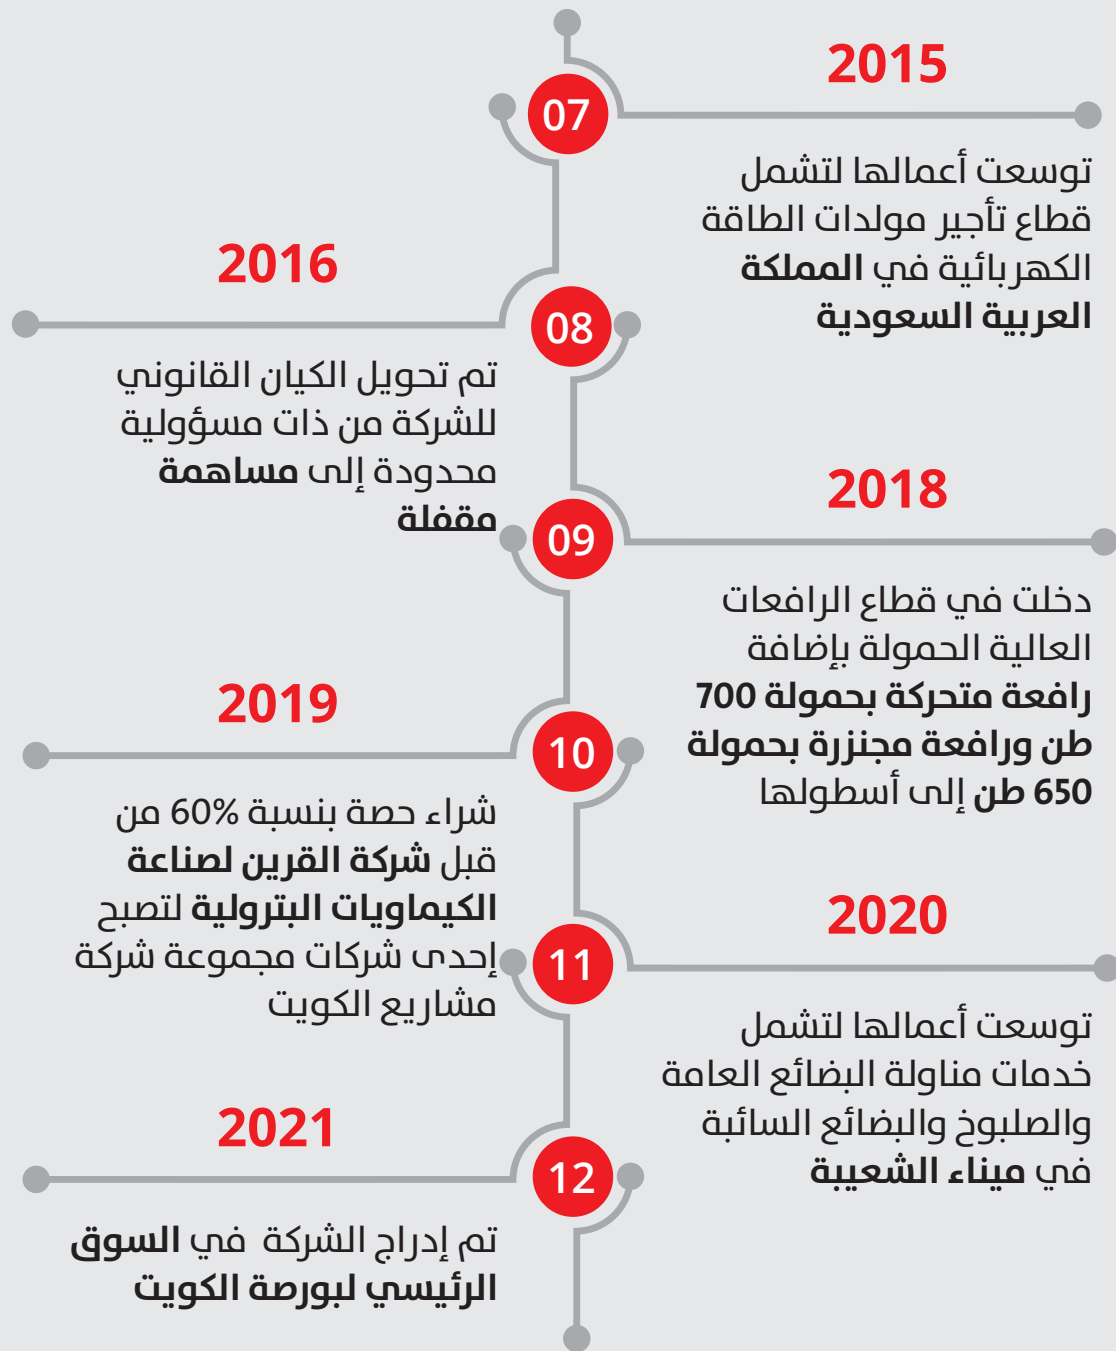 07
2015
توسعت أعمالها لتشمل
قطاع تأجير مولدات الطاقة
الكهربائية في المملكة
العربية السعودية
08
2016
تم تحويل الكيان القانوني
للشركة من ذات مسؤولية
محدودة إلى مساهمة
مقفلة
09
2018
دخلت في قطاع الرافعات
العالية الحمولة بإضافة
رافعة متحركة بحمولة 700
طن ورافعة مجنزرة بحمولة
650 طن إلى أسطولها
10
2019
شراء حصة بنسبة 60% من
قبل شركة القرين لصناعة
الكيماويات البترولية لتصبح
إحدى شركات مجموعة شركة
مشاريع الكويت
11
2020
توسعت أعمالها لتشمل
خدمات مناولة البضائع العامة
والصلبوخ والبضائع السائبة
في ميناء الشعيبة
12
2021
تم إدراج الشركة في السوق
الرئيسي لبورصة الكويت